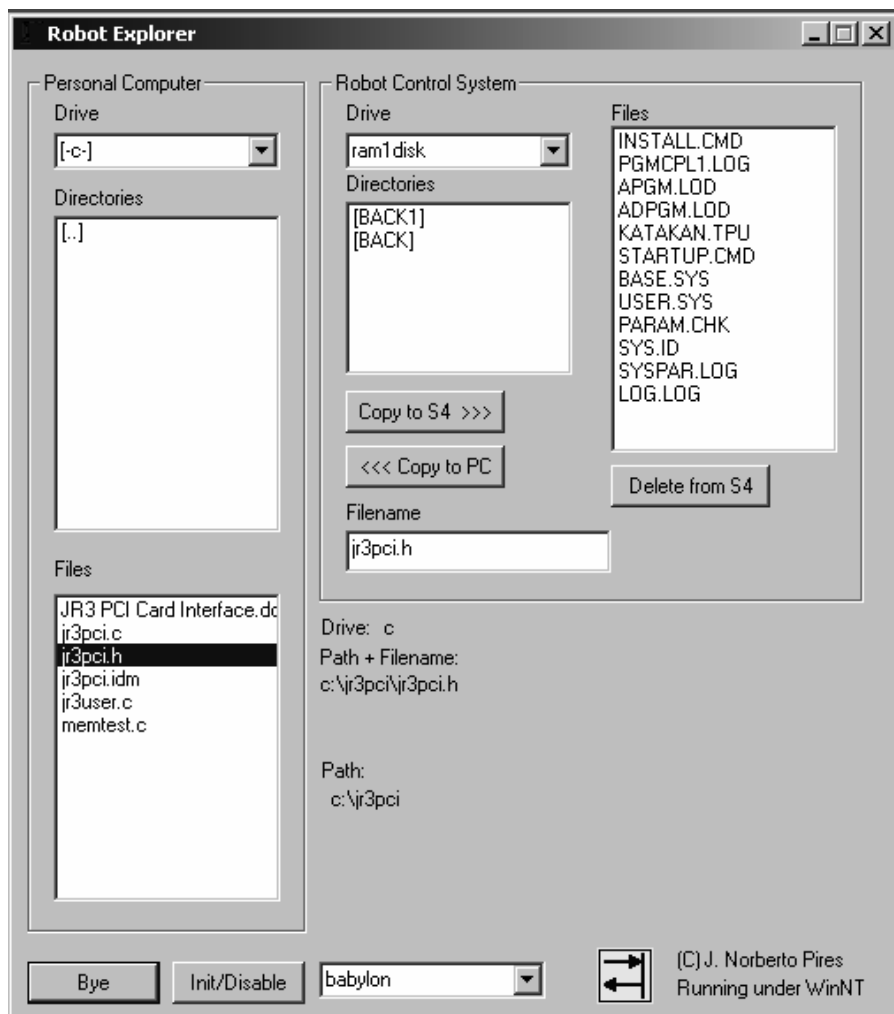 Robot Explorer
Personal Computer
Drive
[-c-]
Directories
[..]
Files
JR3 PCI Card Interface.dc
jr3pci.c
jr3pci.h
jr3pci.idm
jr3user.c
memtest.c
Robot Control System
Drive
ram1disk
Directories
[BACK1]
[BACK]
Copy to S4 >>>
<<< Copy to PC
Filename
jr3pci.h
Files
INSTALL.CMD
PGMCPL1.LOG
APGM.LOD
ADPGM.LOD
KATAKAN.TPU
STARTUP.CMD
BASE.SYS
USER.SYS
PARAM.CHK
SYS.ID
SYSPAR.LOG
LOG.LOG
Delete from S4
Drive: c
Path + Filename:
c:\jr3pci\jr3pci.h
Path:
c:\jr3pci
Bye
Init/Disable
babylon
(C) J. Norberto Pires
Running under WinNT